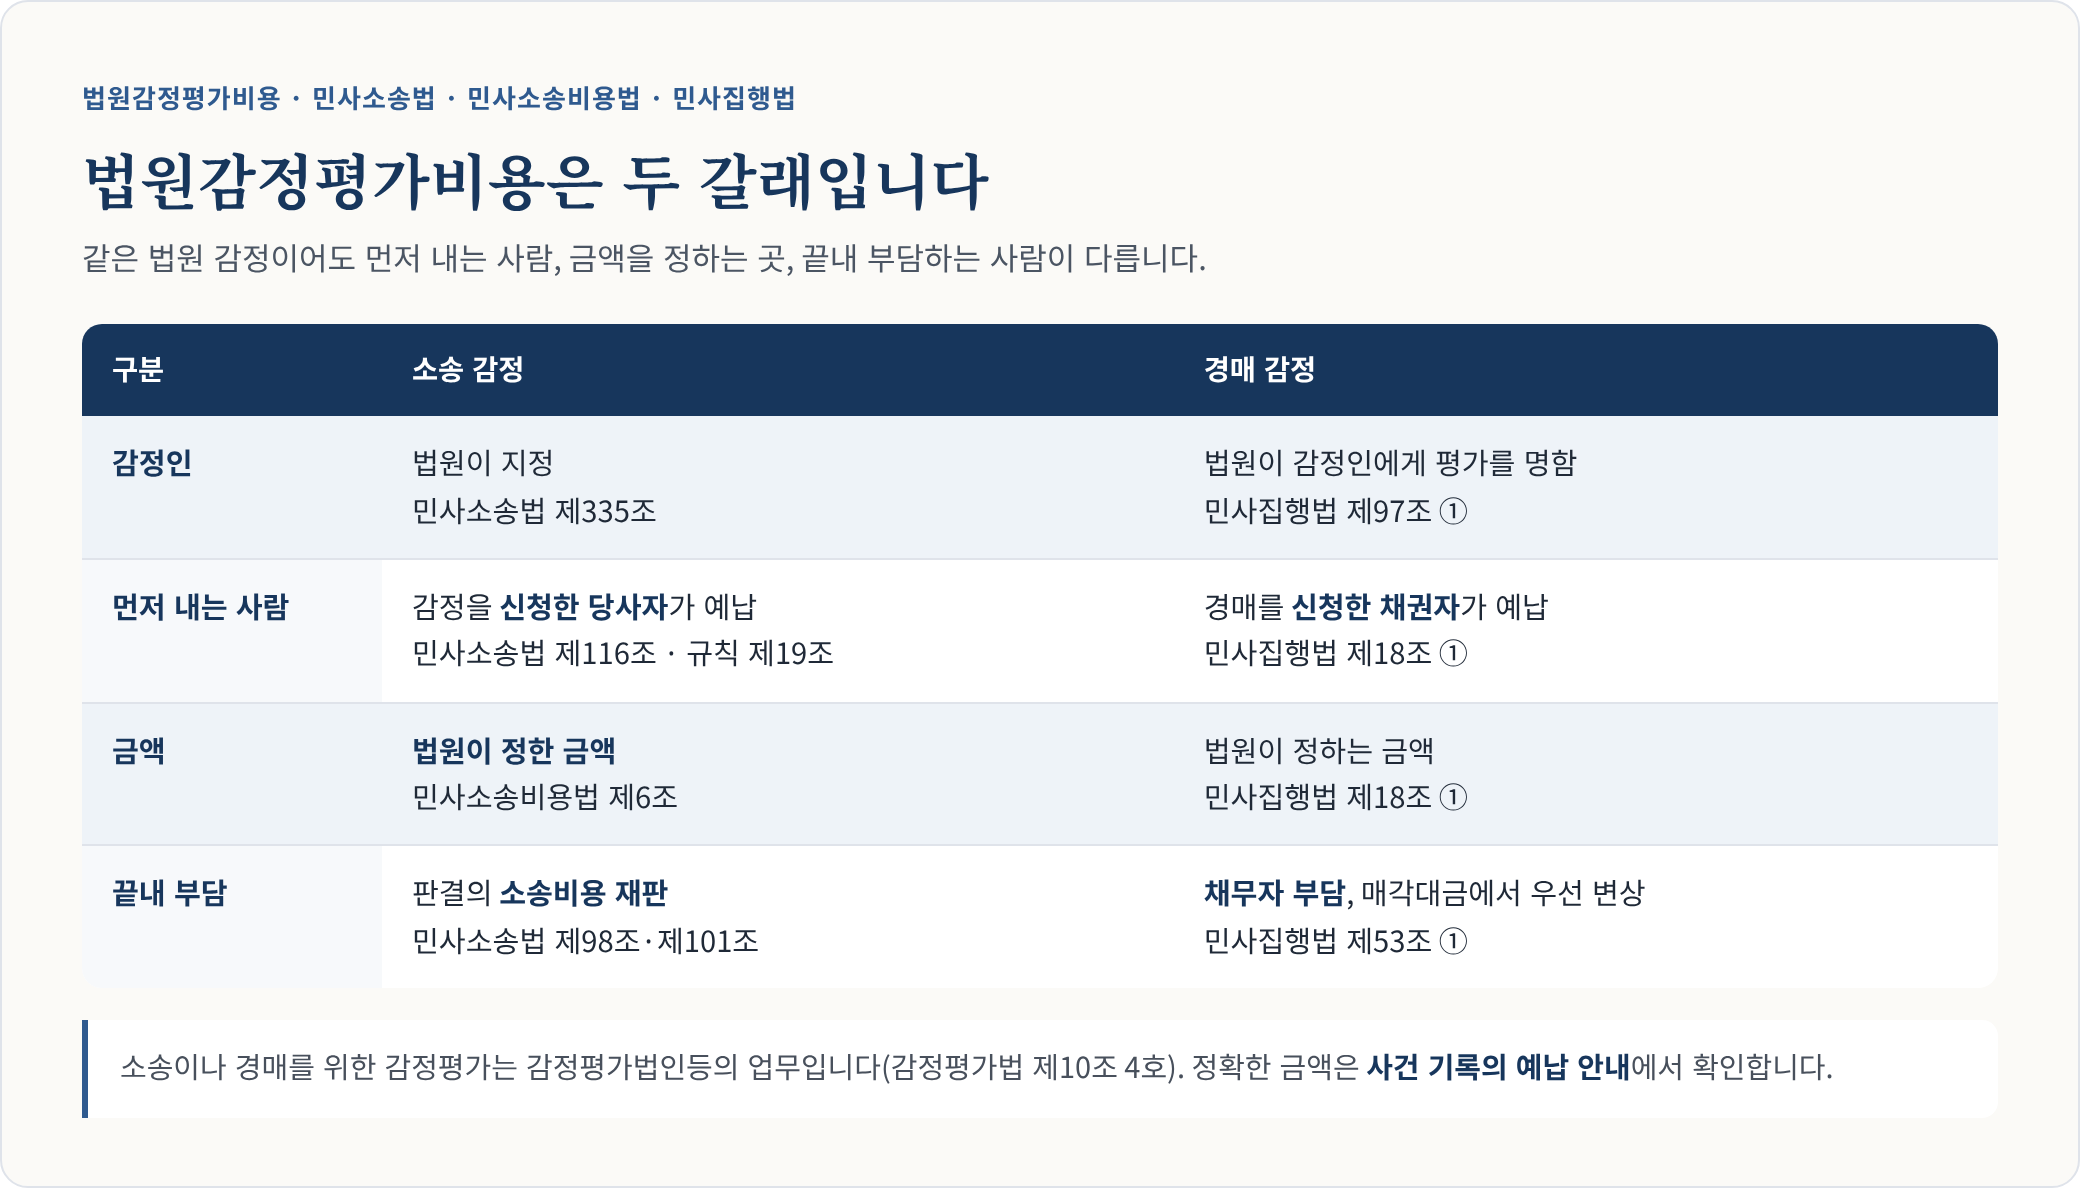 법원감정평가비용 · 민사소송법 · 민사소송비용법 · 민사집행법
법원감정평가비용은 두 갈래입니다
같은 법원 감정이어도 먼저 내는 사람, 금액을 정하는 곳, 끝내 부담하는 사람이 다릅니다.
구분 소송 감정 경매 감정
감정인 법원이 지정 법원이 감정인에게 평가를 명함
민사소송법 제335조 민사집행법 제97조 ①
먼저 내는 사람 감정을 신청한 당사자가 예납 경매를 신청한 채권자가 예납
민사소송법 제116조 · 규칙 제19조 민사집행법 제18조 ①
금액 법원이 정한 금액 법원이 정하는 금액
민사소송비용법 제6조 민사집행법 제18조 ①
끝내 부담 판결의 소송비용 재판 채무자 부담, 매각대금에서 우선 변상
민사소송법 제98조·제101조 민사집행법 제53조 ①
소송이나 경매를 위한 감정평가는 감정평가법인등의 업무입니다(감정평가법 제10조 4호). 정확한 금액은 사건 기록의 예납 안내에서 확인합니다.